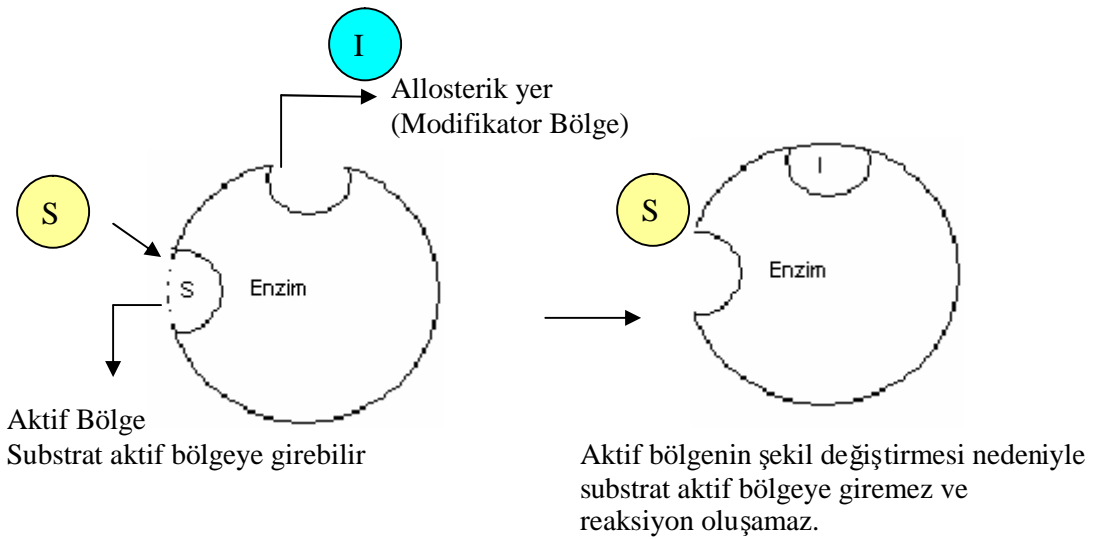 I
Allosterik yer
(Modifikator Bölge)
S
S
Enzim
Aktif Bölge
Substrat aktif bölgeye girebilir
I
S
Enzim
Aktif bölgenin şekil değiştirmesi nedeniyle
substrat aktif bölgeye giremez ve
reaksiyon oluşamaz.